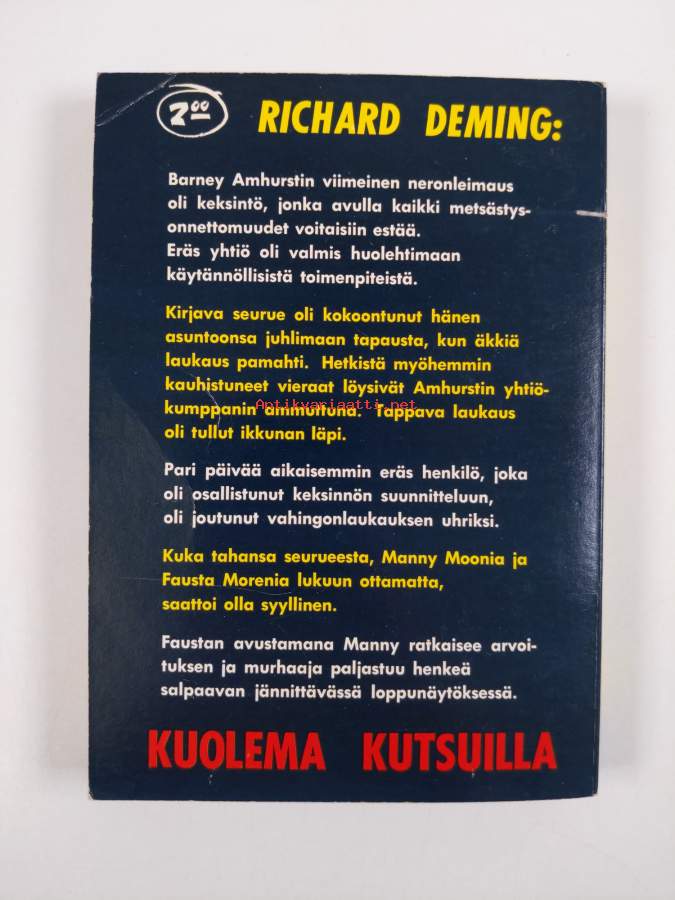 2⁰⁰ RICHARD DEMING:
Barney Amhurstin viimeinen neronleimaus
oli keksintö, jonka avulla kaikki metsästys-
onnettomuudet voitaisiin estää.
Eräs yhtiö oli valmis huolehtimaan
käytännöllisistä toimenpiteistä.
Kirjava seurue oli kokoontunut hänen
asuntoonsa juhlimaan tapausta, kun äkkiä
laukaus pamahti. Hetkistä myöhemmin
kauhistuneet vieraat löysivät Amhurstin yhtiö-
kumppanin ammuttuna. Tappava laukaus
Antikvariaatti.net
oli tullut ikkunan läpi.
Pari päivää aikaisemmin eräs henkilö, joka
oli osallistunut keksinnön suunnitteluun,
oli joutunut vahingonlaukauksen uhriksi.
Kuka tahansa seurueesta, Manny Moonia ja
Fausta Morenia lukuun ottamatta,
saattoi olla syyllinen.
Faustan avustamana Manny ratkaisee arvoi-
tuksen ja murhaaja paljastuu henkeä
salpaavan jännittävässä loppunäytöksessä.
KUOLEMA KUTSUILLA